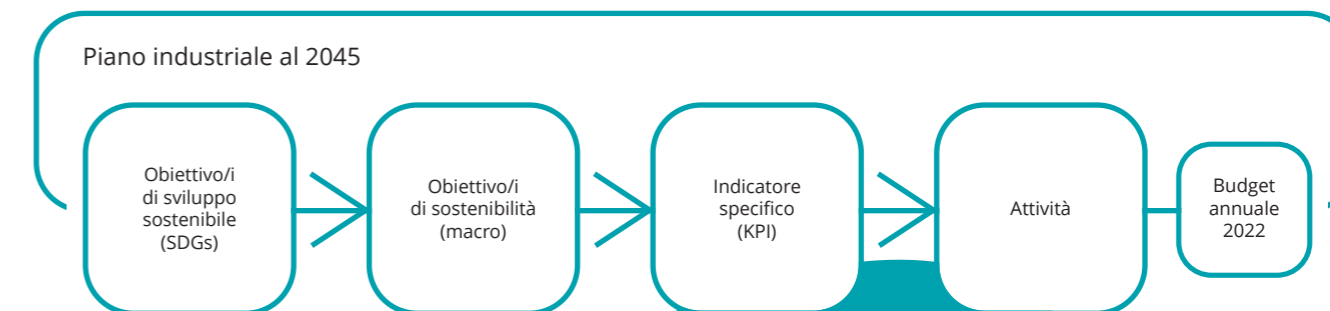 Piano industriale al 2045
Obiettivo/i
di sviluppo
sostenibile
(SDGs)
Obiettivo/i
di sostenibilità
(macro)
Indicatore
specifico
(KPI)
Attività
Budget
annuale
2022